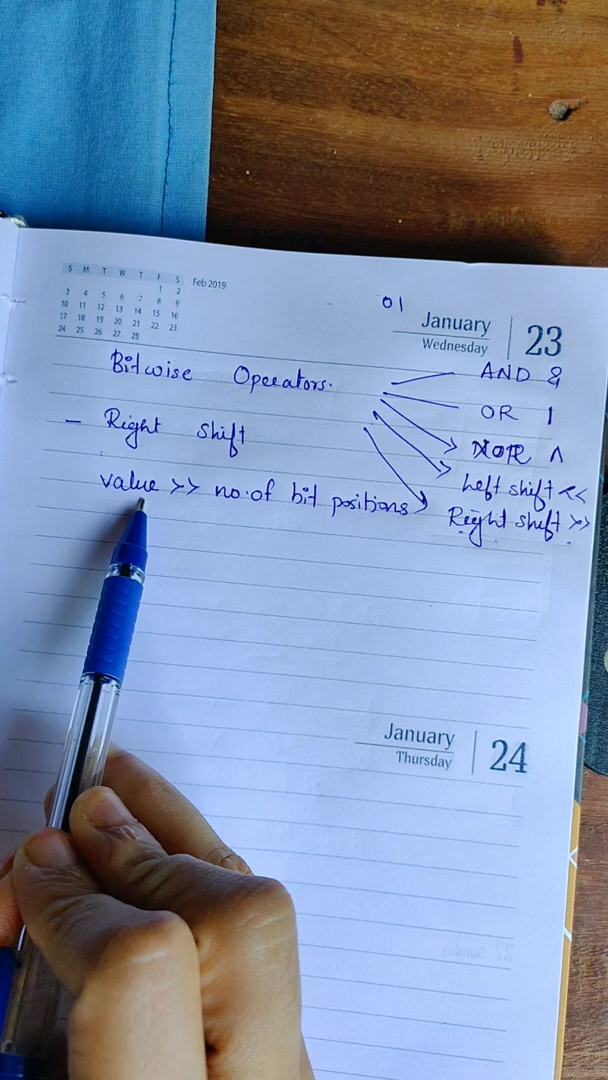 S M T W T F S
1 2
3 4 5 6 7 8 9
10 11 12 13 14 15 16
17 18 19 20 21 22 23
24 25 26 27 28
Feb 2019
01
January
Wednesday
23
Bitwise Operators.
AND &
OR |
XOR ^
Left shift <<
Right shift >>
- Right shift
value >> no.of bit positions
January
Thursday
24